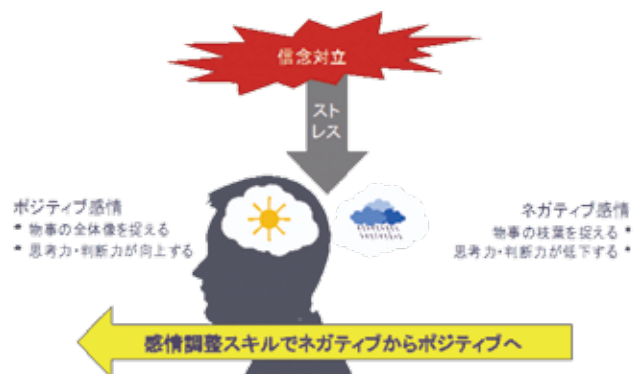 信念対立
スト
レス
ポジティブ感情
* 物事の全体像を捉える
* 思考力・判断力が向上する
ネガティブ感情
物事の枝葉を捉える *
思考力・判断力が低下する *
感情調整スキルでネガティブからポジティブへ